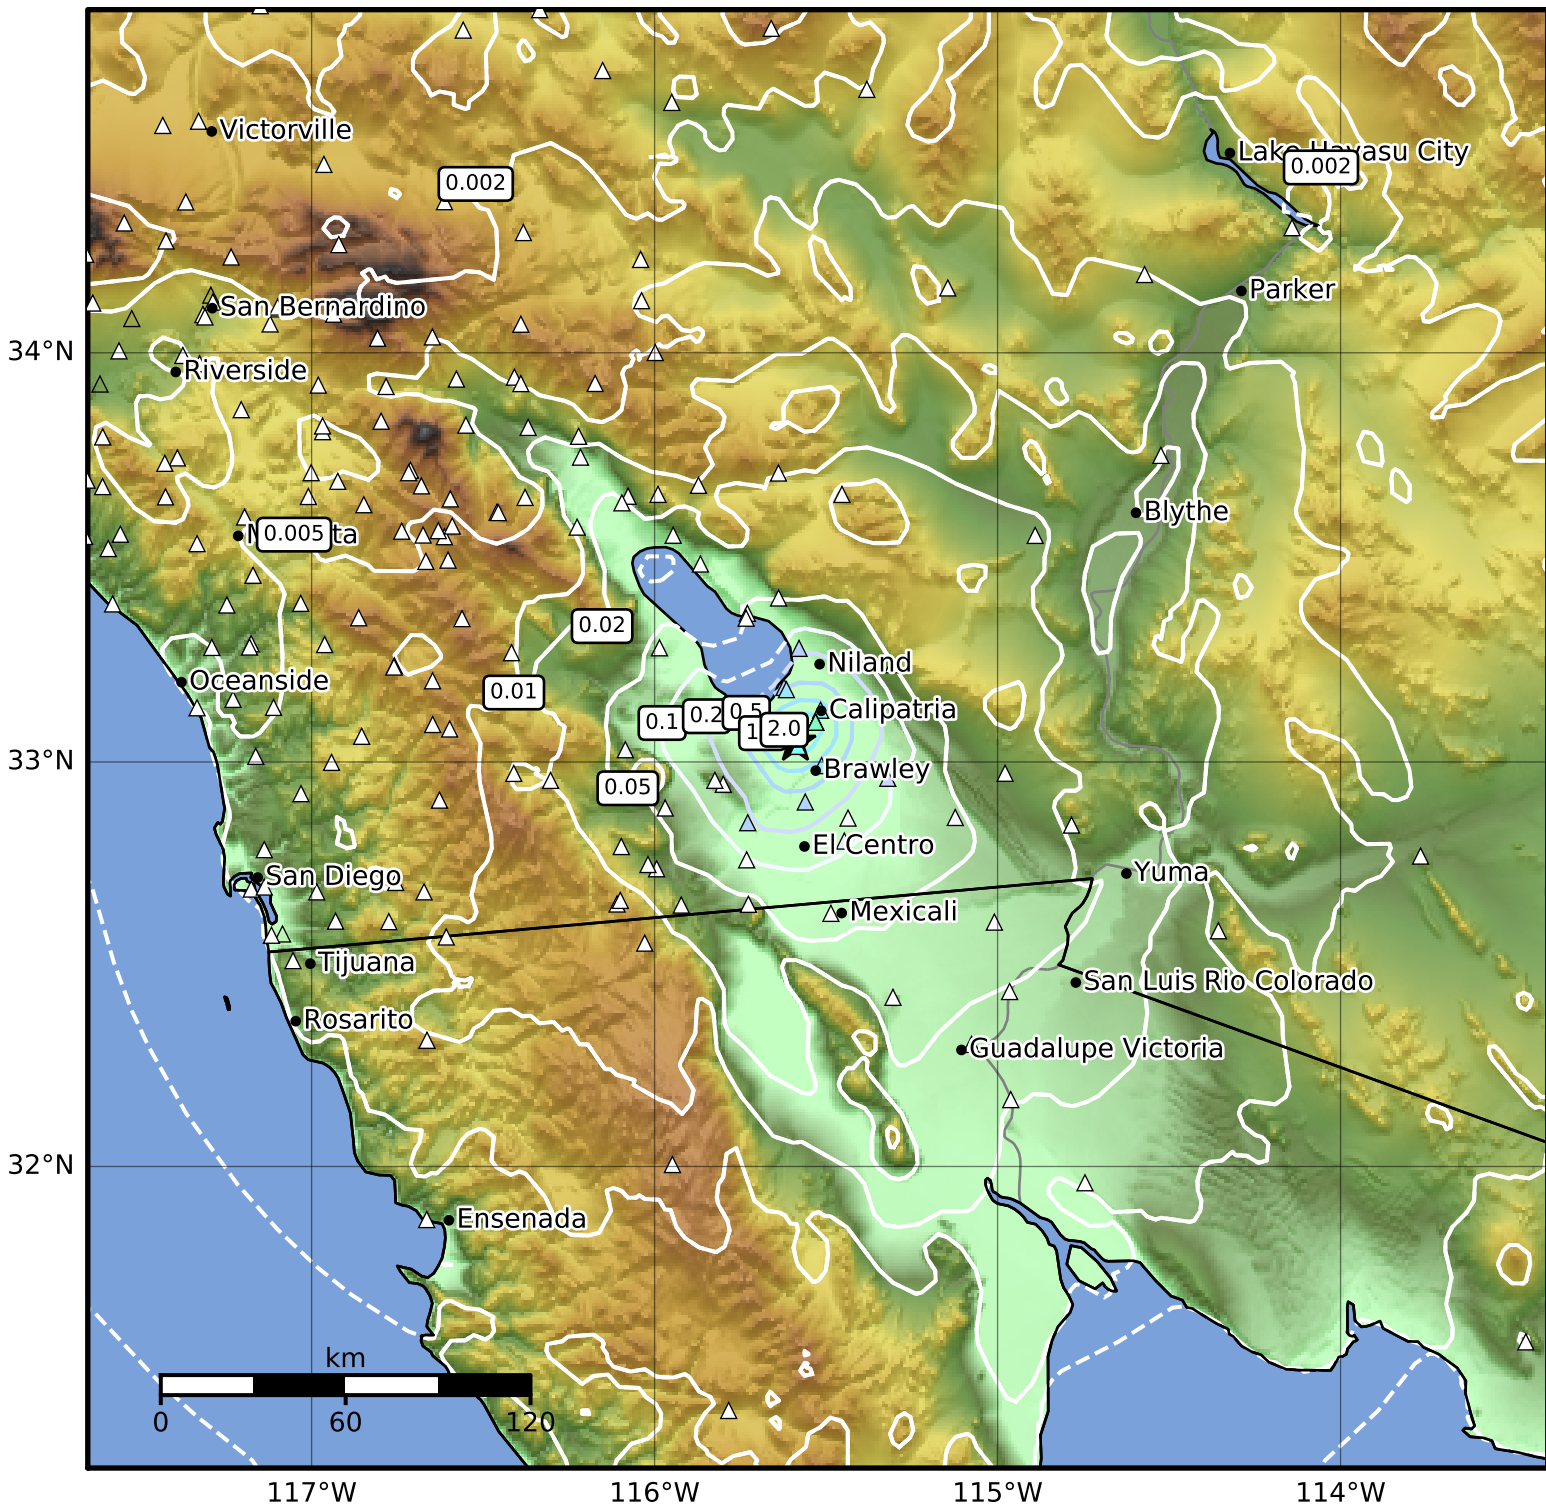 Victorville
Lake Havasu City
0.002
0.002
San Bernardino
Parker
34°N
Riverside
Blythe
0.005
0.02
Niland
Oceanside
0.01
Calipatria
0.1
0.2
0.5
2.0
33°N
Brawley
0.05
El Centro
San Diego
Yuma
Mexicali
Tijuana
San Luis Rio Colorado
Rosarito
Guadalupe Victoria
32°N
Ensenada
km
0 60 120
117°W 116°W 115°W 114°W